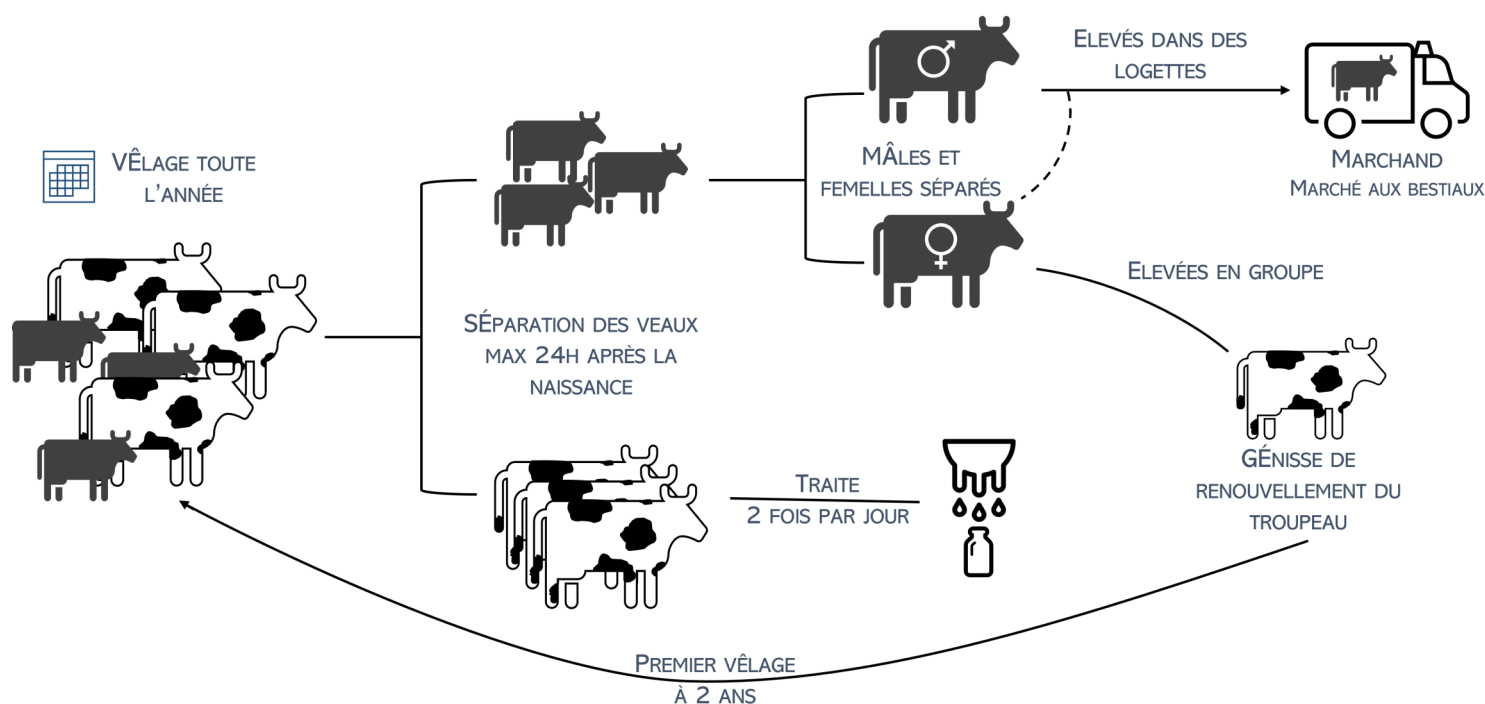 VÊLAGE TOUTE
L'ANNÉE
SÉPARATION DES VEAUX
MAX 24H APRÈS LA
NAISSANCE
MÂLES ET
FEMELLES SÉPARÉS
ELEVÉS DANS DES
LOGETTES
MARCHAND
MARCHÉ AUX BESTIAUX
ELEVÉES EN GROUPE
GÉNISSE DE
RENOUVELLEMENT DU
TROUPEAU
TRAITE
2 FOIS PAR JOUR
PREMIER VÊLAGE
À 2 ANS